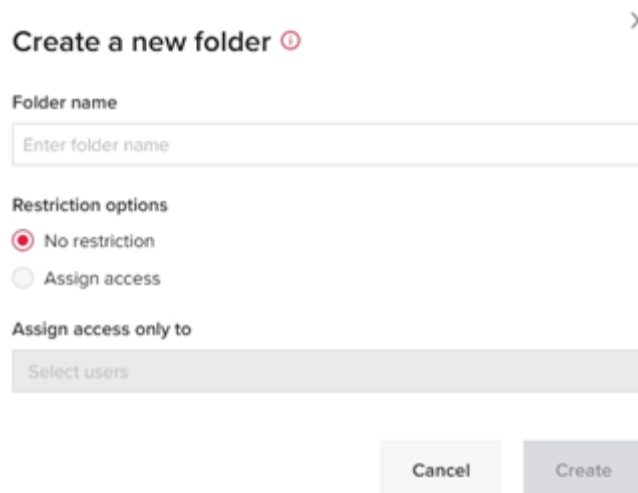 Create a new folder
Folder name
Enter folder name
Restriction options
No restriction
Assign access
Assign access only to
Select users
Cancel
Create